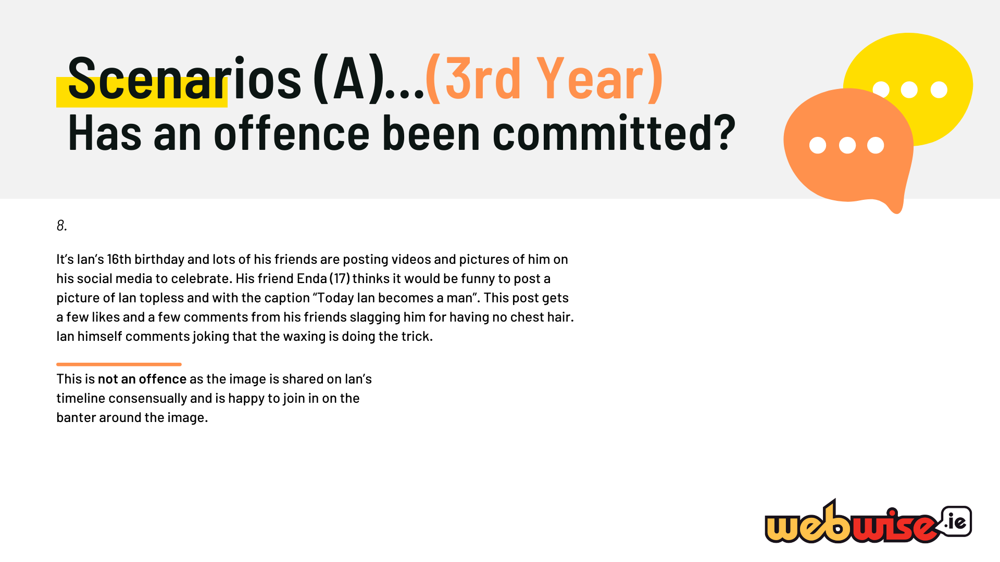 Scenarios (A)...(3rd Year)
Has an offence been committed?
8.
It’s Ian’s 16th birthday and lots of his friends are posting videos and pictures of him on
his social media to celebrate. His friend Enda (17) thinks it would be funny to post a
picture of Ian topless and with the caption “Today Ian becomes a man”. This post gets
a few likes and a few comments from his friends slagging him for having no chest hair.
Ian himself comments joking that the waxing is doing the trick.
This is not an offence as the image is shared on Ian’s
timeline consensually and is happy to join in on the
banter around the image.
webwise.ie